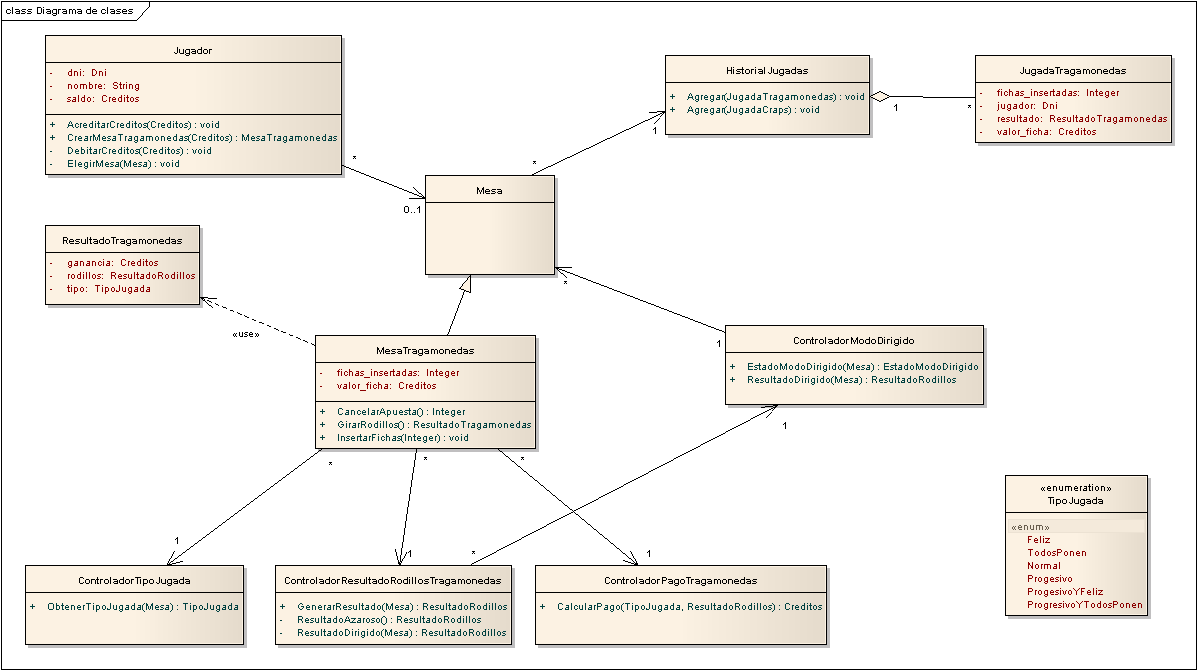 class Diagrama de clases
Jugador
- dni: Dni
- nombre: String
- saldo: Creditos
+ AcreditarCreditos(Creditos) : void
+ CrearMesaTragamonedas(Creditos) : MesaTragamonedas
- DebitarCreditos(Creditos) : void
- ElegirMesa(Mesa) : void
HistorialJugadas
+ Agregar(JugadaTragamonedas) : void
+ Agregar(JugadaCraps) : void
JugadaTragamonedas
- fichas_insertadas: Integer
- jugador: Dni
- resultado: ResultadoTragamonedas
- valor_ficha: Creditos
1
*
1
*
*
0..1
Mesa
ResultadoTragamonedas
- ganancia: Creditos
- rodillos: ResultadoRodillos
- tipo: TipoJugada
«use»
*
1
MesaTragamonedas
- fichas_insertadas: Integer
- valor_ficha: Creditos
+ CancelarApuesta() : Integer
+ GirarRodillos() : ResultadoTragamonedas
+ InsertarFichas(Integer) : void
ControladorModoDirigido
+ EstadoModoDirigido(Mesa) : EstadoModoDirigido
+ ResultadoDirigido(Mesa) : ResultadoRodillos
1
*
*
*
1
1
*
1
ControladorTipoJugada
+ ObtenerTipoJugada(Mesa) : TipoJugada
ControladorResultadoRodillosTragamonedas
+ GenerarResultado(Mesa) : ResultadoRodillos
- ResultadoAzaroso() : ResultadoRodillos
- ResultadoDirigido(Mesa) : ResultadoRodillos
ControladorPagoTragamonedas
+ CalcularPago(TipoJugada, ResultadoRodillos) : Creditos
«enumeration»
TipoJugada
«enum»
Feliz
TodosPonen
Normal
Progesivo
ProgesivoYFeliz
ProgresivoYTodosPonen